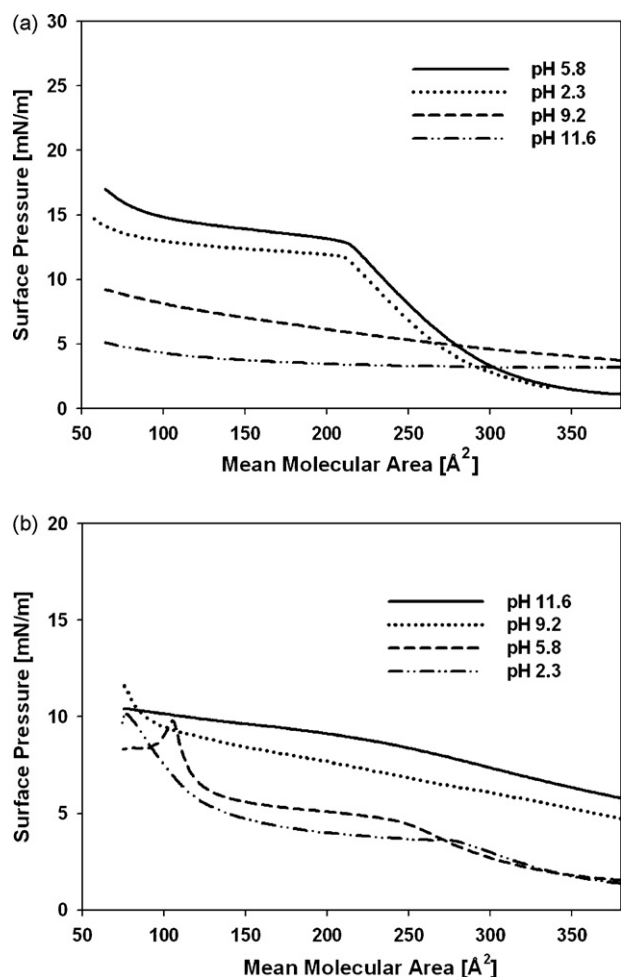 (a)
30
25
20
15
10
5
0
Surface Pressure [mN/m]
pH 5.8
pH 2.3
pH 9.2
pH 11.6
50 100 150 200 250 300 350
Mean Molecular Area [Å²]
(b)
20
15
10
5
0
Surface Pressure [mN/m]
pH 11.6
pH 9.2
pH 5.8
pH 2.3
50 100 150 200 250 300 350
Mean Molecular Area [Å²]